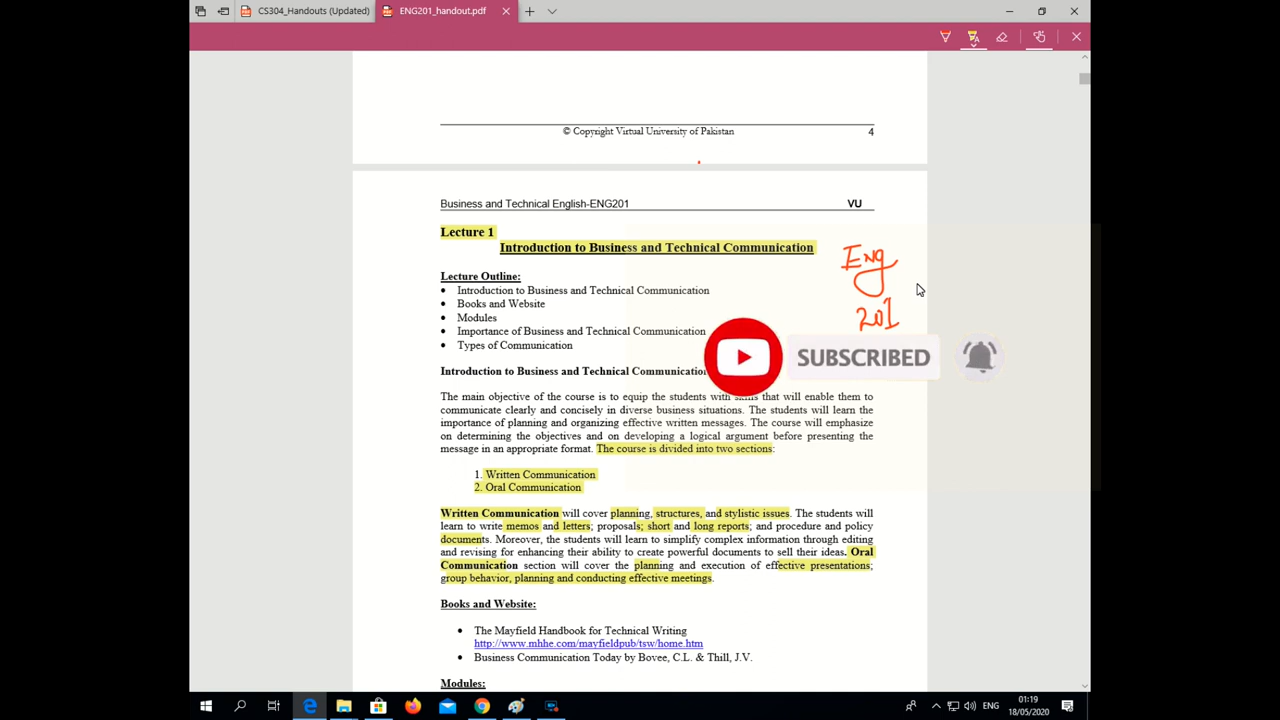 CS304_Handouts (Updated)
ENG201_handout.pdf
© Copyright Virtual University of Pakistan 4
Business and Technical English-ENG201 VU
Lecture 1
Introduction to Business and Technical Communication
Eng
201
Lecture Outline:
• Introduction to Business and Technical Communication
• Books and Website
• Modules
• Importance of Business and Technical Communication
• Types of Communication
SUBSCRIBED
Introduction to Business and Technical Communication
The main objective of the course is to equip the students with skills that will enable them to
communicate clearly and concisely in diverse business situations. The students will learn the
importance of planning and organizing effective written messages. The course will emphasize
on determining the objectives and on developing a logical argument before presenting the
message in an appropriate format. The course is divided into two sections:
1. Written Communication
2. Oral Communication
Written Communication will cover planning, structures, and stylistic issues. The students will
learn to write memos and letters; proposals; short and long reports; and procedure and policy
documents. Moreover, the students will learn to simplify complex information through editing
and revising for enhancing their ability to create powerful documents to sell their ideas. Oral
Communication section will cover the planning and execution of effective presentations;
group behavior, planning and conducting effective meetings.
Books and Website:
• The Mayfield Handbook for Technical Writing
http://www.mhhe.com/mayfieldpub/tsw/home.htm
• Business Communication Today by Bovee, C.L. & Thill, J.V.
Modules:
ENG
01:19
18/05/2020